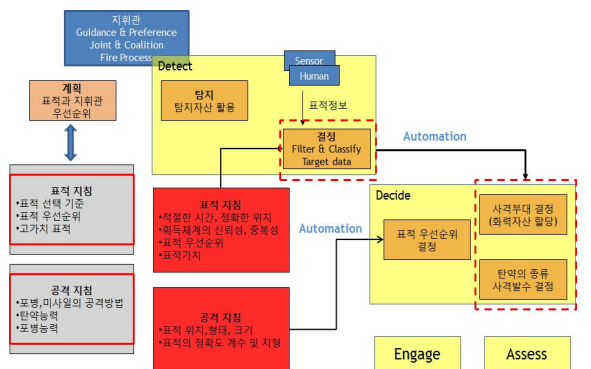 지휘관
Guidance & Preference
Joint & Coalition
Fire Process
계획
표적과 지휘관
우선순위
Detect
Sensor
Human
탐지
탐지자산 활용
표적정보
결정
Filter & Classify
Target data
Automation
표적 지침
•표적 선택 기준
•표적 우선순위
•고가치 표적
표적 지침
•적절한 시간, 정확한 위치
•획득체계의 신뢰성, 중복성
•표적 우선순위
•표적가치
Automation
Decide
표적 우선순위
결정
사격부대 결정
(화력자산 할당)
탄약의 종류
사격발수 결정
공격 지침
•포병,미사일의 공격방법
•탄약능력
•포병능력
공격 지침
•표적 위치,형태, 크기
•표적의 정확도 계수 및 지형
Engage
Assess